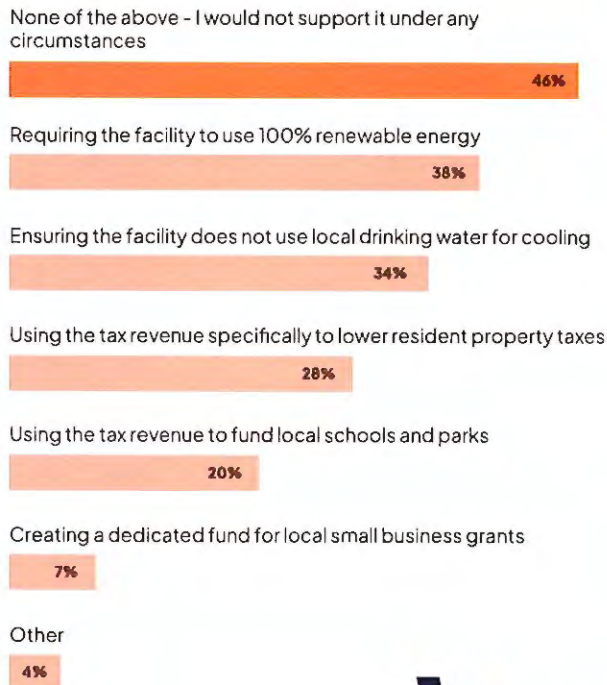 None of the above - I would not support it under any
circumstances
46%
Requiring the facility to use 100% renewable energy
38%
Ensuring the facility does not use local drinking water for cooling
34%
Using the tax revenue specifically to lower resident property taxes
28%
Using the tax revenue to fund local schools and parks
20%
Creating a dedicated fund for local small business grants
7%
Other
4%